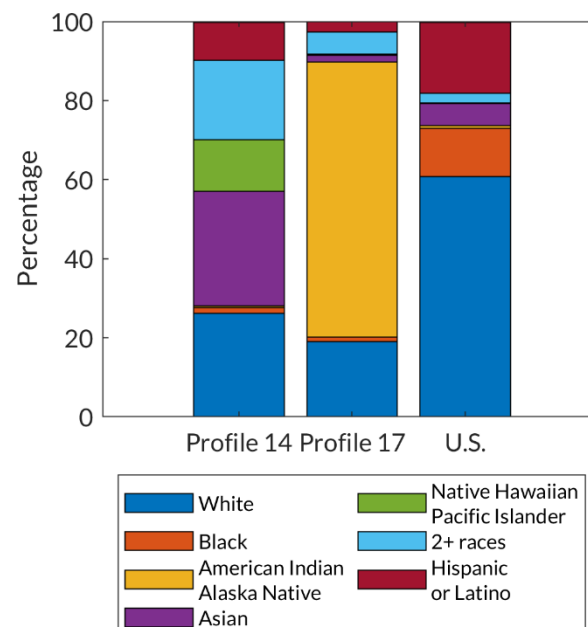 100
80
60
40
20
0
Percentage
Profile 14 Profile 17 U.S.
White
Black
American Indian
Alaska Native
Asian
Native Hawaiian
Pacific Islander
2+ races
Hispanic
or Latino